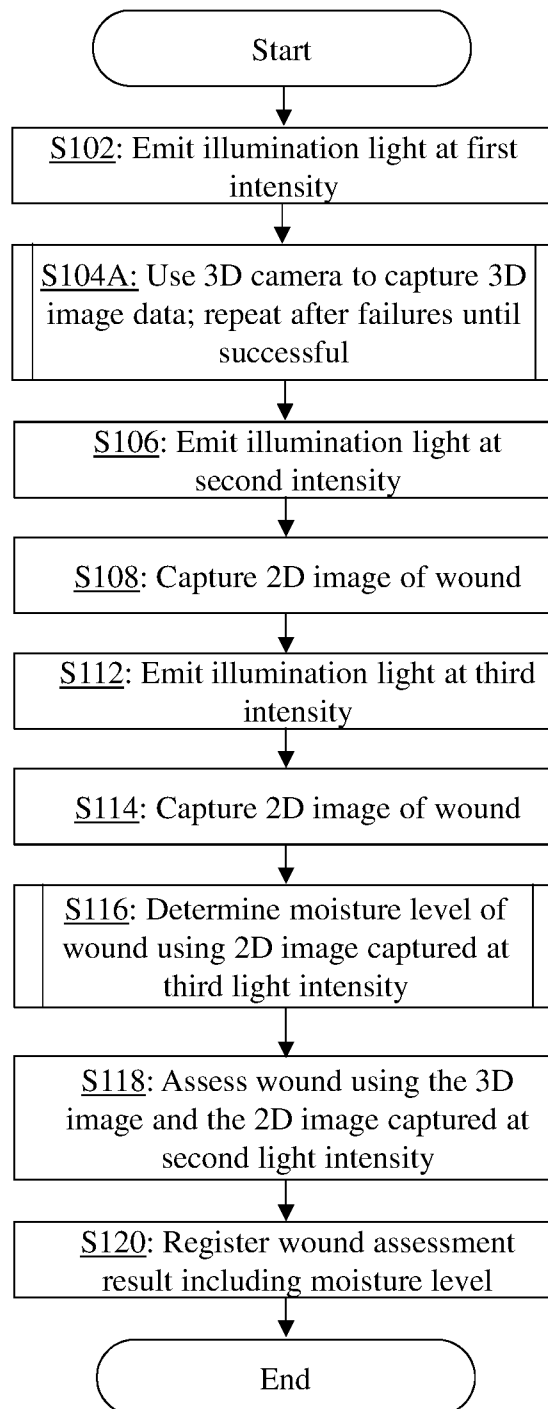 Start
S102: Emit illumination light at first
intensity
S104A: Use 3D camera to capture 3D
image data; repeat after failures until
successful
S106: Emit illumination light at
second intensity
S108: Capture 2D image of wound
S112: Emit illumination light at third
intensity
S114: Capture 2D image of wound
S116: Determine moisture level of
wound using 2D image captured at
third light intensity
S118: Assess wound using the 3D
image and the 2D image captured at
second light intensity
S120: Register wound assessment
result including moisture level
End